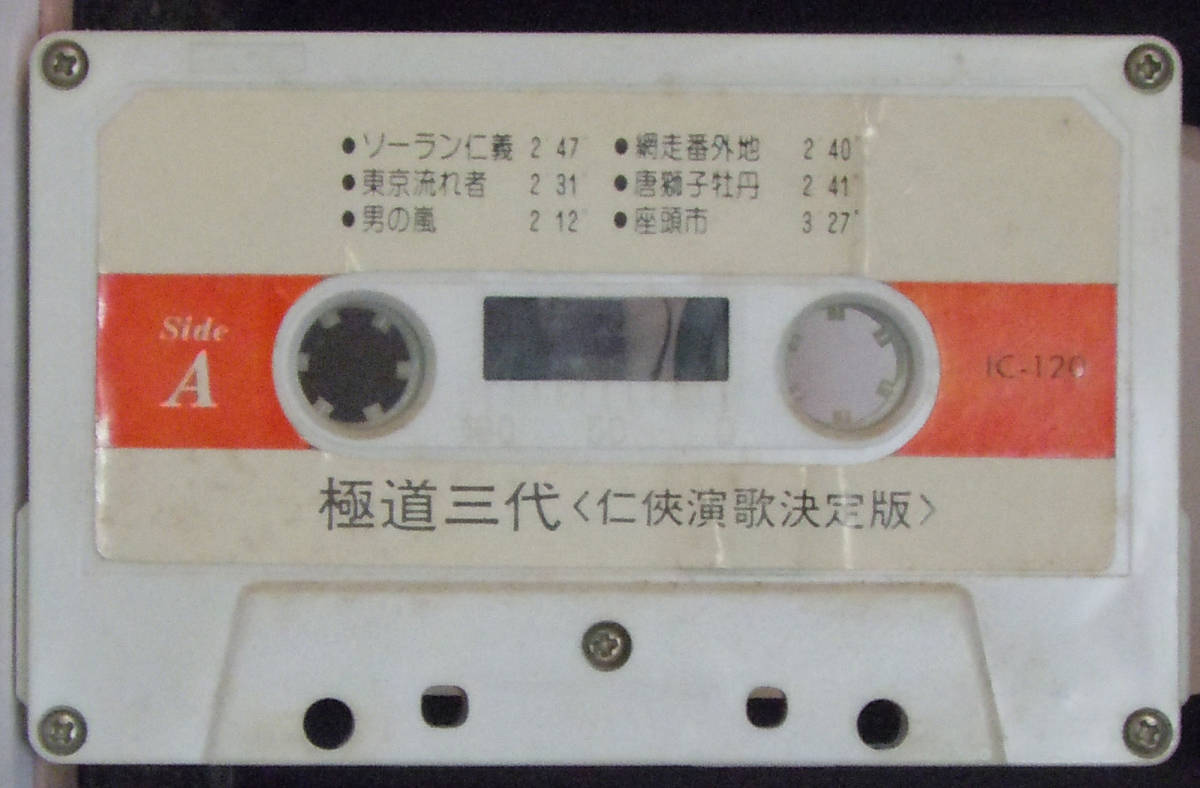 ●ソーラン仁義 2′47″
●東京流れ者 2′31″
●男の嵐 2′12″
●網走番外地 2′40″
●唐獅子牡丹 2′41″
●座頭市 3′27″
Side
A
IC-120
極道三代〈仁侠演歌決定版〉